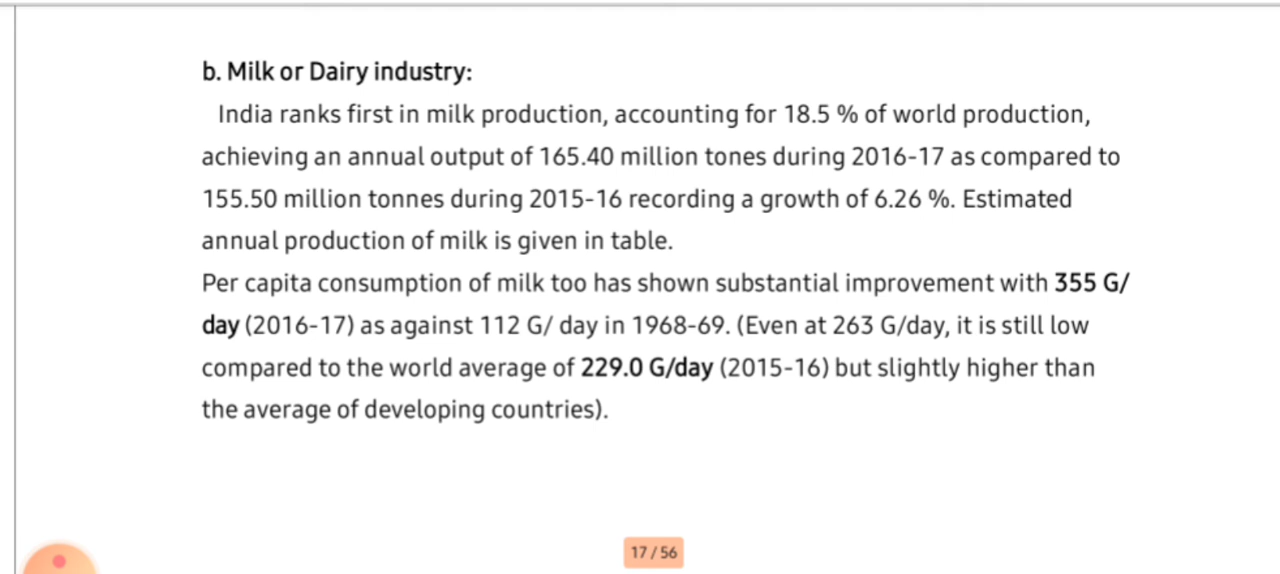 b. Milk or Dairy industry:
India ranks first in milk production, accounting for 18.5 % of world production,
achieving an annual output of 165.40 million tones during 2016-17 as compared to
155.50 million tonnes during 2015-16 recording a growth of 6.26 %. Estimated
annual production of milk is given in table.
Per capita consumption of milk too has shown substantial improvement with 355 G/
day (2016-17) as against 112 G/ day in 1968-69. (Even at 263 G/day, it is still low
compared to the world average of 229.0 G/day (2015-16) but slightly higher than
the average of developing countries).
17 / 56